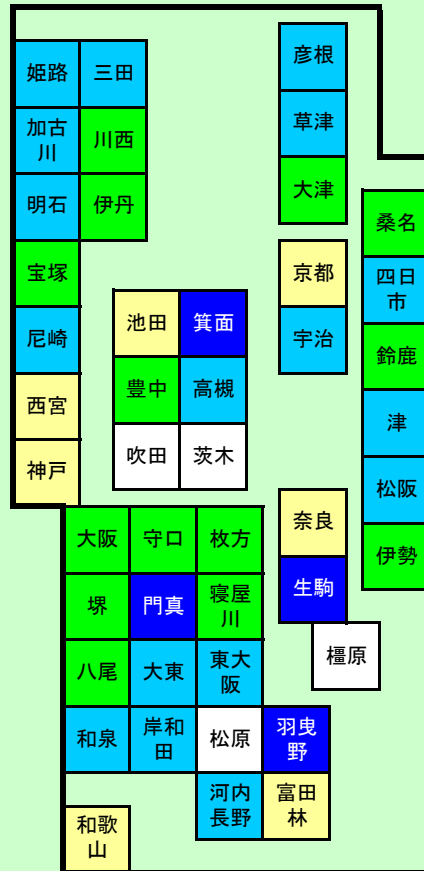 姫路
三田
加古
川
川西
明石
伊丹
宝塚
尼崎
西宮
神戸
彦根
草津
大津
京都
宇治
桑名
四日
市
鈴鹿
津
松阪
伊勢
池田
箕面
豊中
高槻
吹田
茨木
奈良
生駒
橿原
大阪
守口
枚方
堺
門真
寝屋
川
八尾
大東
東大
阪
和泉
岸和
田
松原
羽曳
野
河内
長野
富田
林
和歌
山